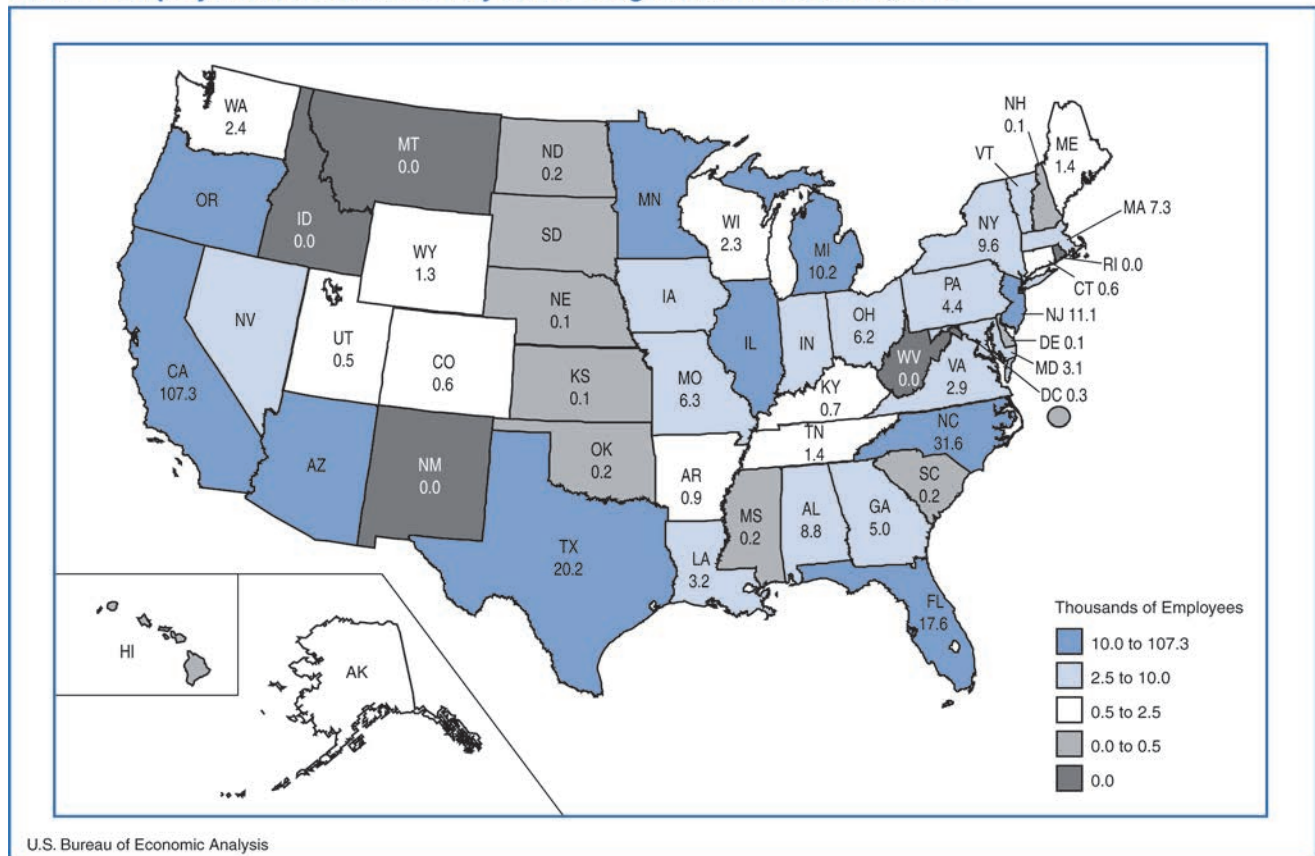 WA
2.4
MT
0.0
ND
0.2
OR
ID
0.0
WY
1.3
SD
MN
WI
2.3
MI
10.2
NH
0.1
VT
ME
1.4
NY
9.6
MA 7.3
RI 0.0
CT 0.6
NJ 11.1
DE 0.1
MD 3.1
DC 0.3
PA
4.4
NV
UT
0.5
CO
0.6
NE
0.1
IA
IL
IN
OH
6.2
WV
0.0
VA
2.9
CA
107.3
KS
0.1
MO
6.3
KY
0.7
NC
31.6
TN
1.4
AZ
NM
0.0
OK
0.2
AR
0.9
SC
0.2
MS
0.2
AL
8.8
GA
5.0
TX
20.2
LA
3.2
FL
17.6
HI
AK
Thousands of Employees
10.0 to 107.3
2.5 to 10.0
0.5 to 2.5
0.0 to 0.5
0.0
U.S. Bureau of Economic Analysis